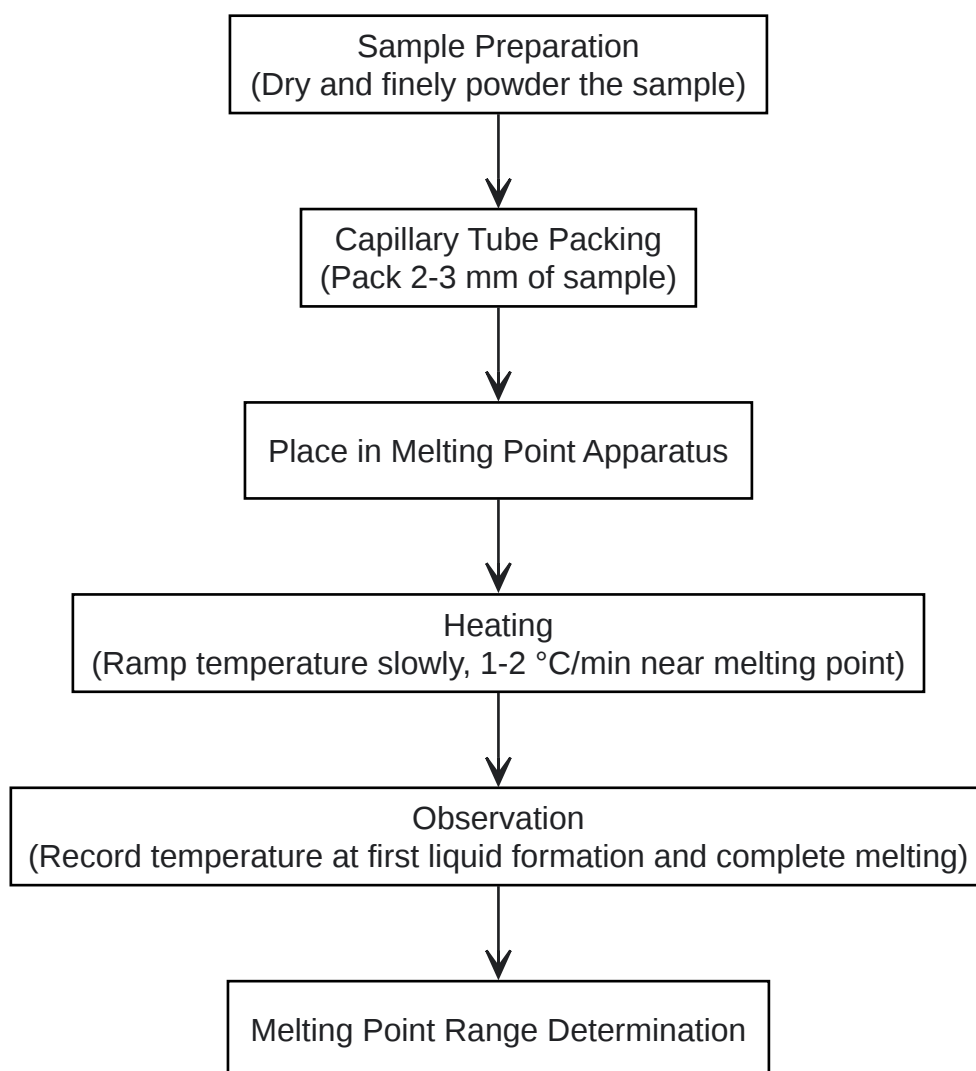 Sample Preparation
(Dry and finely powder the sample)
Capillary Tube Packing
(Pack 2-3 mm of sample)
Place in Melting Point Apparatus
Heating
(Ramp temperature slowly, 1-2 °C/min near melting point)
Observation
(Record temperature at first liquid formation and complete melting)
Melting Point Range Determination